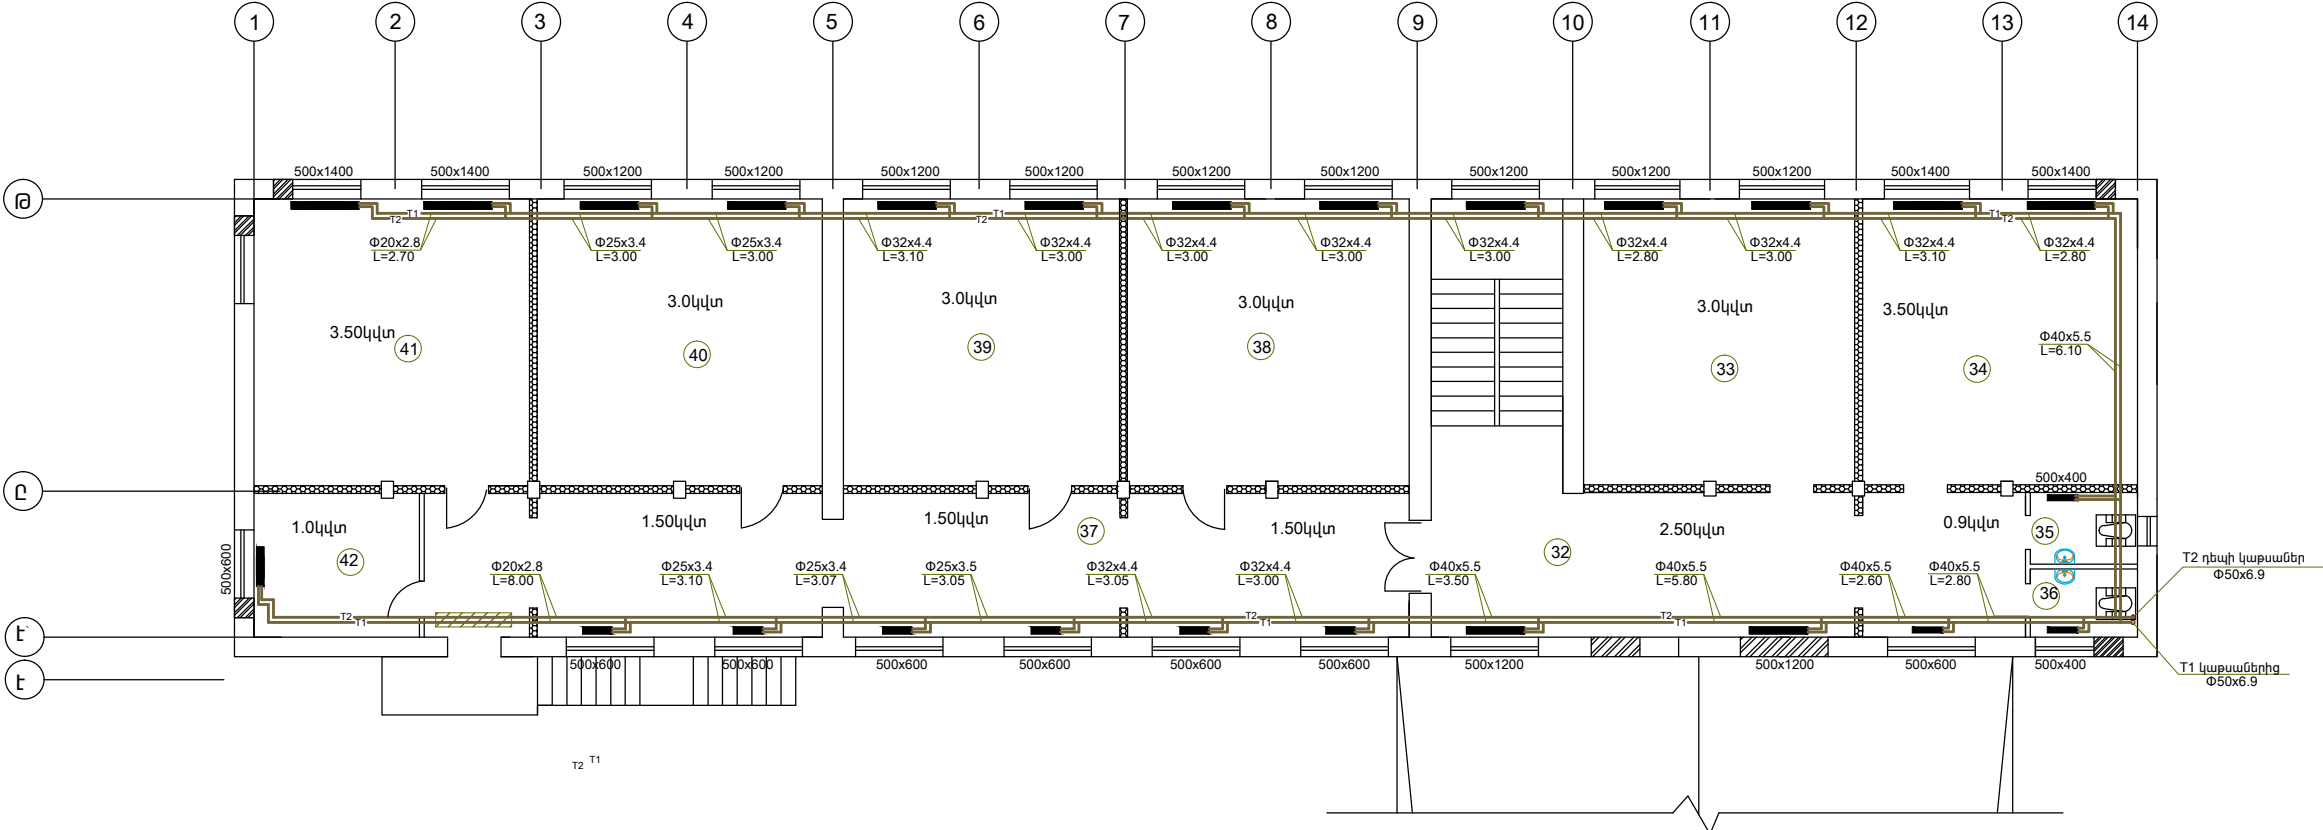 1 2 3 4 5 6 7 8 9 10 11 12 13 14
500x1400 500x1400 500x1200 500x1200 500x1200 500x1200 500x1200 500x1200 500x1200 500x1200 500x1200 500x1400 500x1400
Թ
T1 T1 T1
T2 T2 T2
Φ20x2.8 Φ25x3.4 Φ25x3.4 Φ32x4.4 Φ32x4.4 Φ32x4.4 Φ32x4.4 Φ32x4.4 Φ32x4.4 Φ32x4.4 Φ32x4.4 Φ32x4.4
L=2.70 L=3.00 L=3.00 L=3.10 L=3.00 L=3.00 L=3.00 L=3.00 L=2.80 L=3.00 L=3.10 L=2.80
3.50կվտ 3.0կվտ 3.0կվտ 3.0կվտ 3.0կվտ 3.50կվտ
Φ40x5.5
L=6.10
41 40 39 38 33 34
Ը
500x400
1.0կվտ 1.50կվտ 1.50կվտ 1.50կվտ 2.50կվտ 0.9կվտ
42 37 32 35
500x600
Φ20x2.8 Φ25x3.4 Φ25x3.4 Φ25x3.5 Φ32x4.4 Φ32x4.4 Φ40x5.5 Φ40x5.5 Φ40x5.5 Φ40x5.5
L=8.00 L=3.10 L=3.07 L=3.05 L=3.05 L=3.00 L=3.50 L=5.80 L=2.60 L=2.80
T2 դեպի կաթսաներ
Φ50x6.9
36
T2 T2 T2
T1 T1 T1
Է՝
500x600 500x600 500x600 500x600 500x600 500x600 500x1200 500x1200 500x600 500x400
T1 կաթսաներից
Φ50x6.9
Է
T2 T1